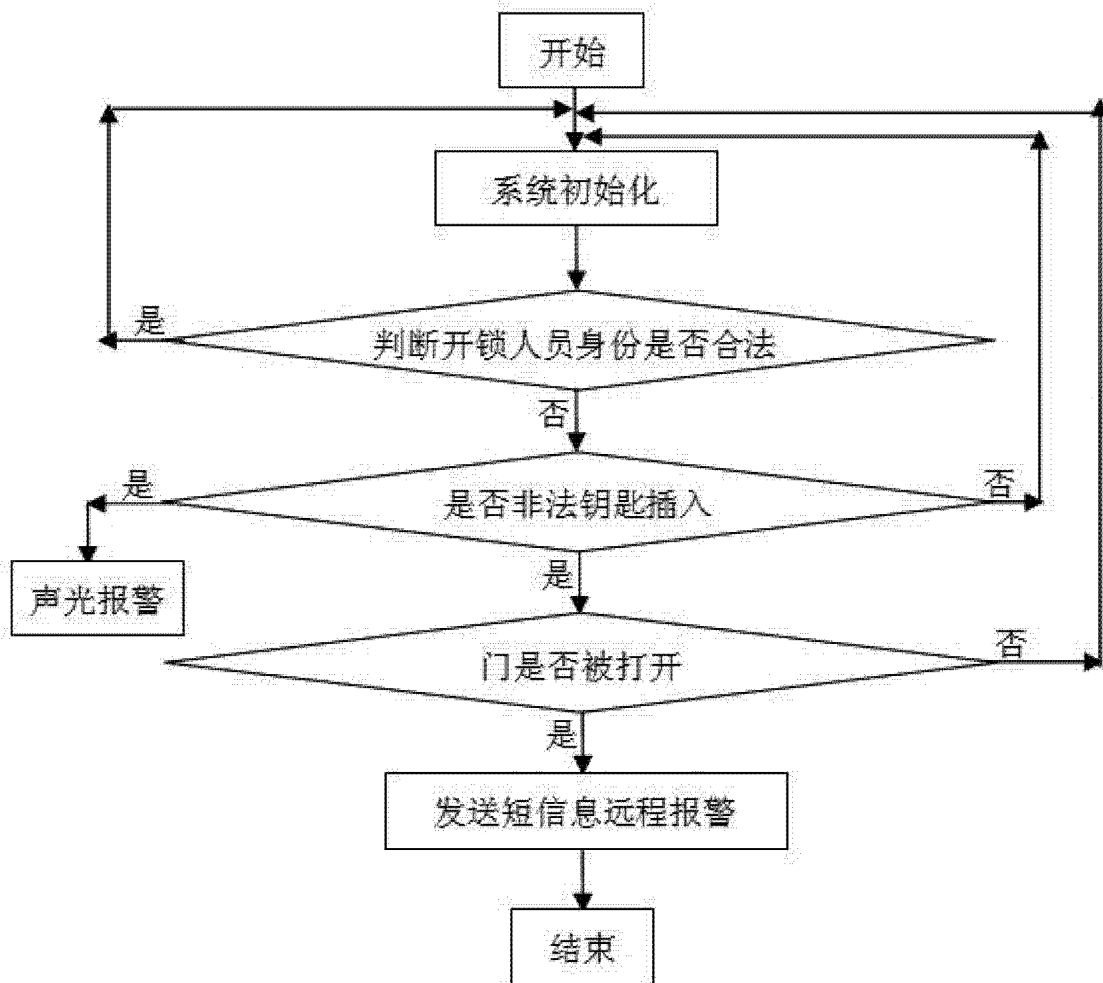 开始
系统初始化
是
判断开锁人员身份是否合法
否
是
是否非法钥匙插入
否
是
声光报警
门是否被打开
否
是
发送短信息远程报警
结束